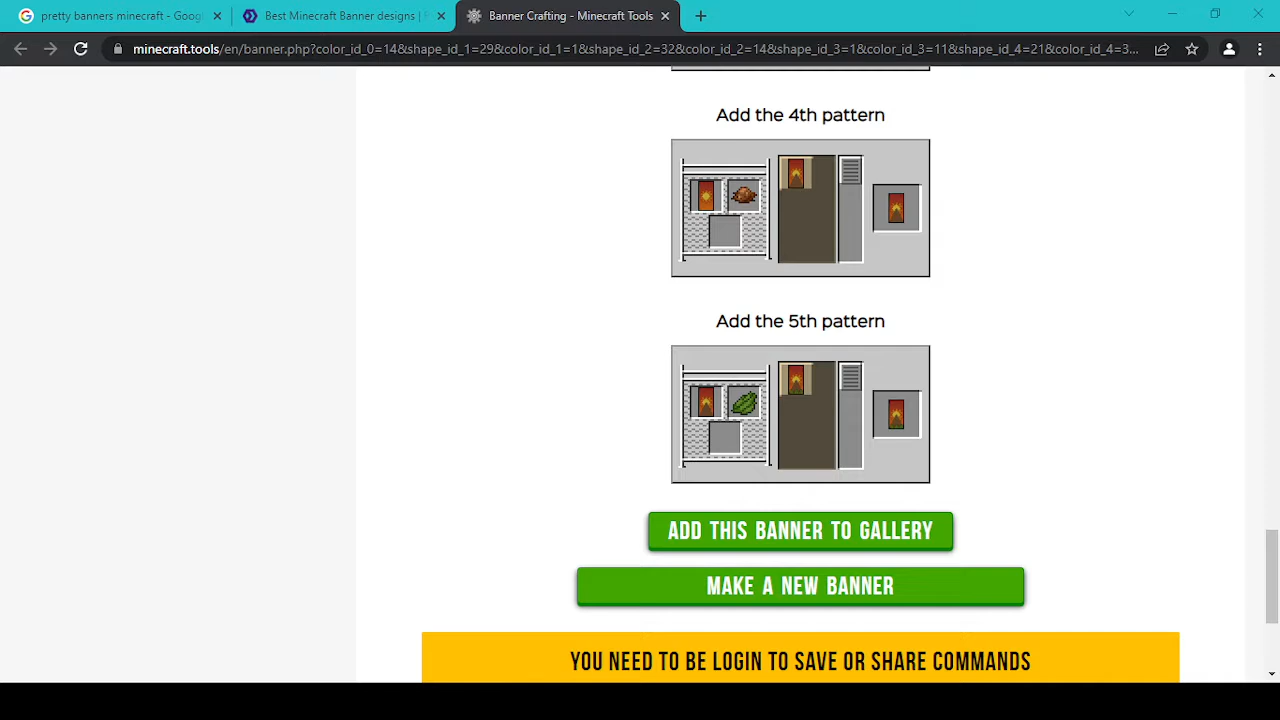 pretty banners minecraft - Goog
Best Minecraft Banner designs |
Banner Crafting - Minecraft Tools
minecraft.tools/en/banner.php?color_id_0=14&shape_id_1=29&color_id_1=1&shape_id_2=32&color_id_2=14&shape_id_3=1&color_id_3=11&shape_id_4=21&color_id_4=3...
Add the 4th pattern
Add the 5th pattern
ADD THIS BANNER TO GALLERY
MAKE A NEW BANNER
YOU NEED TO BE LOGIN TO SAVE OR SHARE COMMANDS